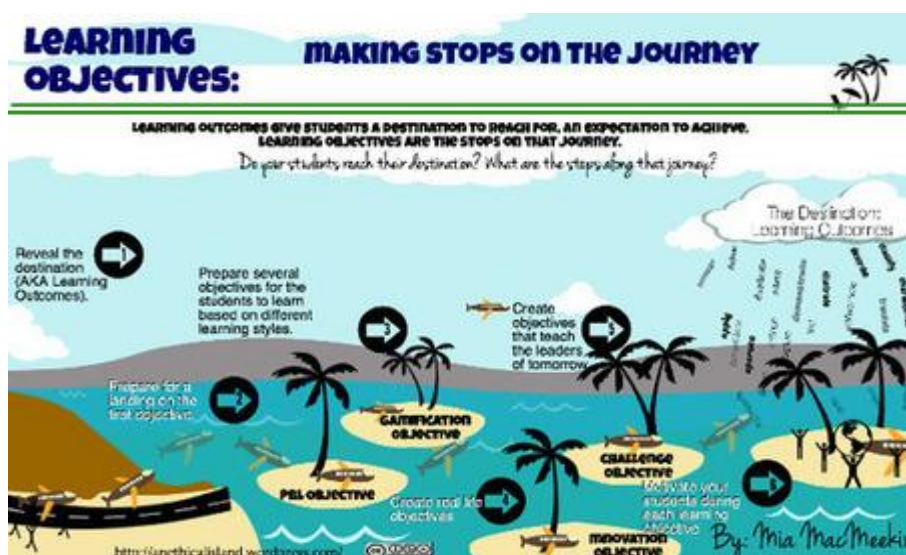 LEARNING
OBJECTIVES:
MAKING STOPS ON THE JOURNEY
LEARNING OUTCOMES GIVE STUDENTS A DESTINATION TO REACH FOR, AN EXPECTATION TO ACHIEVE.
LEARNING OBJECTIVES ARE THE STOPS ON THAT JOURNEY.
Do your students reach their destination? What are the stops along that journey?
The Destination:
Learning Outcomes
Reveal the
destination
(AKA Learning
Outcomes).
1
Prepare several
objectives for the
students to learn
based on different
learning styles.
3
Create
objectives
that teach
the leaders
of tomorrow
5
Prepare for a
landing on the
first objective.
2
GAMIFICATION
OBJECTIVE
CHALLENGE
OBJECTIVE
PBL OBJECTIVE
Create real life
objectives
4
Motivate your
students during
each learning
objective
6
INNOVATION
OBJECTIVE
By: Mia MacMeekin
http://anethicalisland.wordpress.com/